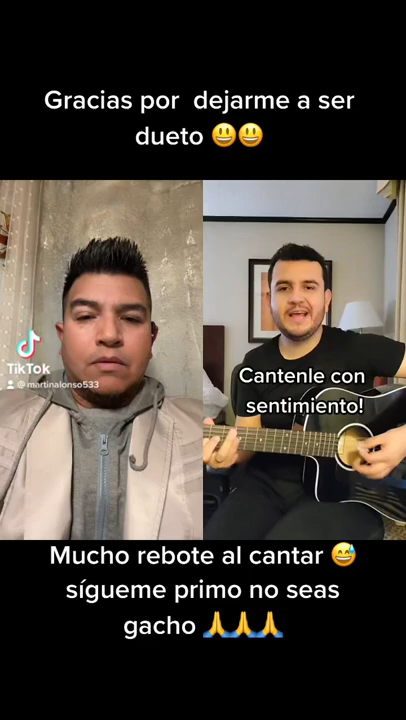 Gracias por  dejarme a ser
dueto 😃😃
TikTok
@martinalonso533
Cantenle con
sentimiento!
Mucho rebote al cantar 😅
sígueme primo no seas
gacho 🙏🙏🙏